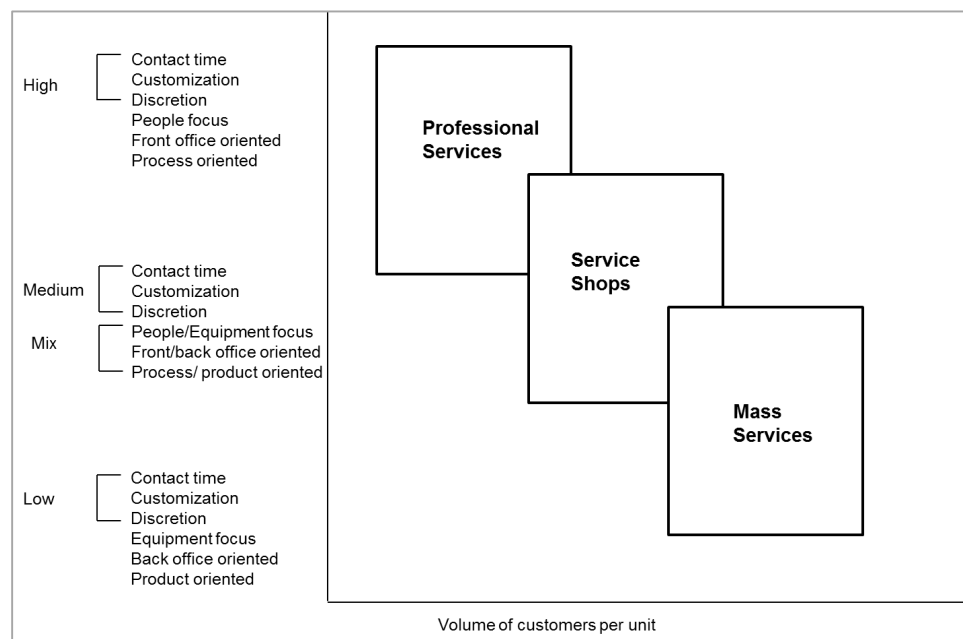 High
Contact time
Customization
Discretion
People focus
Front office oriented
Process oriented
Medium
Contact time
Customization
Discretion
Mix
People/Equipment focus
Front/back office oriented
Process/ product oriented
Low
Contact time
Customization
Discretion
Equipment focus
Back office oriented
Product oriented
Professional
Services
Service
Shops
Mass
Services
Volume of customers per unit